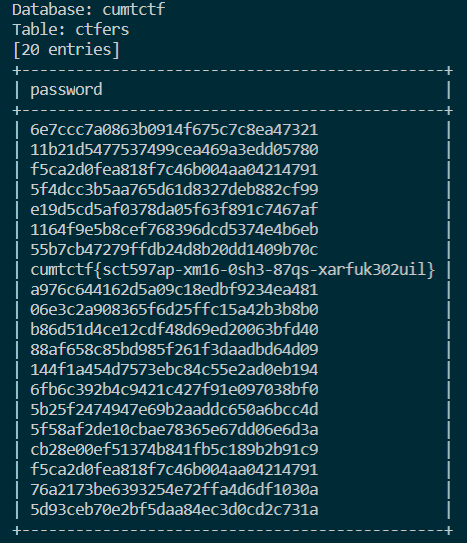 Database: cumtctf
Table: ctfers
[20 entries]
+----------------------------------------------+
| password                                     |
+----------------------------------------------+
| 6e7ccc7a0863b0914f675c7c8ea47321             |
| 11b21d5477537499cea469a3edd05780             |
| f5ca2d0fea818f7c46b004aa04214791             |
| 5f4dcc3b5aa765d61d8327deb882cf99             |
| e19d5cd5af0378da05f63f891c7467af             |
| 1164f9e5b8cef768396dcd5374e4b6eb             |
| 55b7cb47279ffdb24d8b20dd1409b70c             |
| cumtctf{sct597ap-xm16-0sh3-87qs-xarfuk302uil} |
| a976c644162d5a09c18edbf9234ea481             |
| 06e3c2a908365f6d25ffc15a42b3b8b0             |
| b86d51d4ce12cdf48d69ed20063bfd40             |
| 88af658c85bd985f261f3daadbd64d09             |
| 144f1a454d7573ebc84c55e2ad0eb194             |
| 6fb6c392b4c9421c427f91e097038bf0             |
| 5b25f2474947e69b2aaddc650a6bcc4d             |
| 5f58af2de10cbae78365e67dd06e6d3a             |
| cb28e00ef51374b841fb5c189b2b91c9             |
| f5ca2d0fea818f7c46b004aa04214791             |
| 76a2173be6393254e72ffa4d6df1030a             |
| 5d93ceb70e2bf5daa84ec3d0cd2c731a             |
+----------------------------------------------+